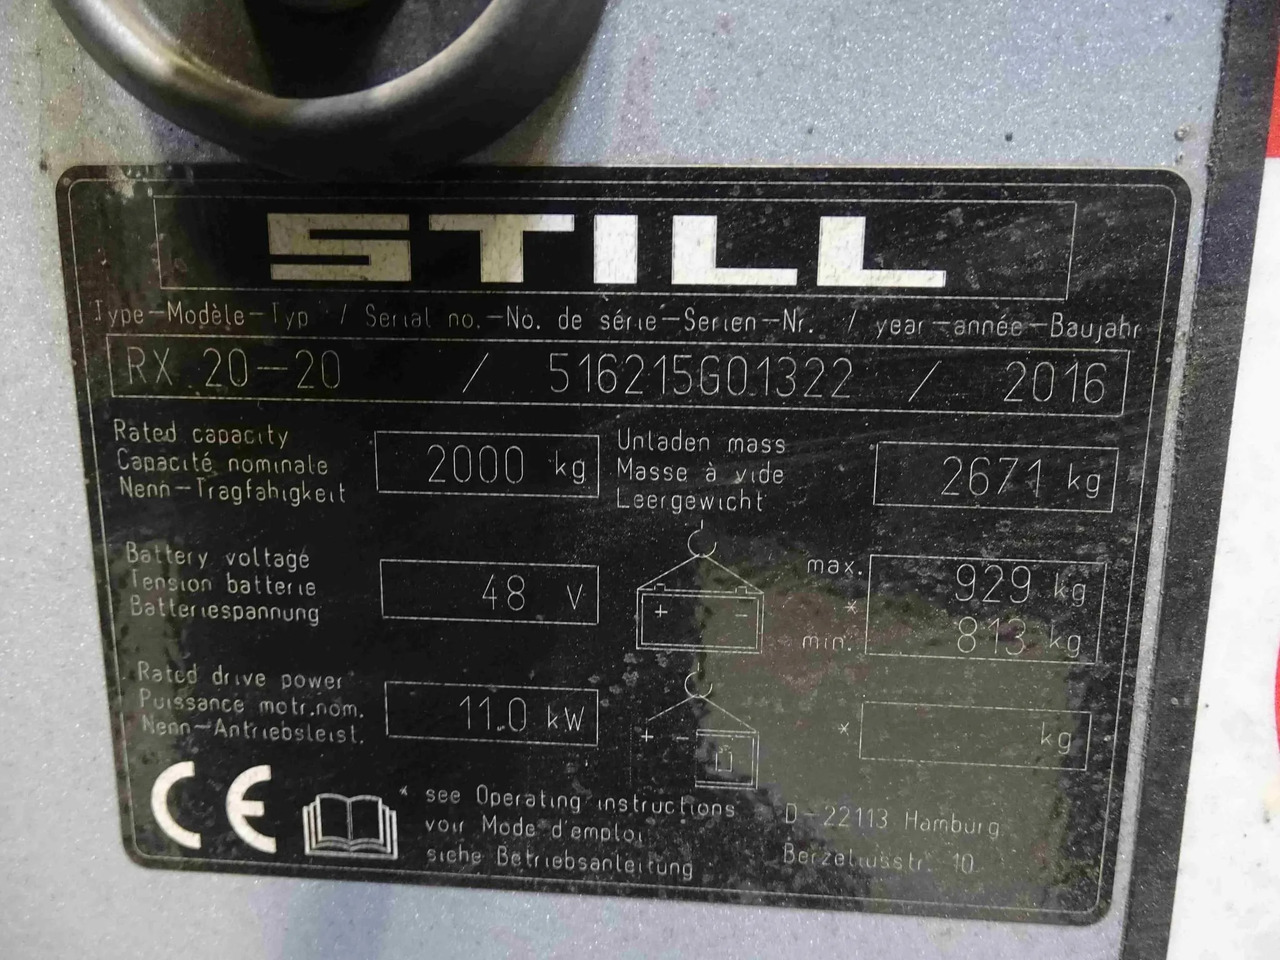 STILL
Type-Modèle-Typ / Serial no.-No. de série-Serien-Nr. / year-année-Baujahr
RX 20-20 / 516215G01322 / 2016
Rated capacity
Capacité nominale
Nenn-Tragfahigkeit
2000 kg
Unladen mass
Masse à vide
Leergewicht
2671 kg
Battery voltage
Tension batterie
Batteriespannung
48 V
+ -
max. 929 kg
*
min. 813 kg
Rated drive power
Puissance motr.nom.
Nenn-Antriebsleist.
11.0 kW
+ -
* kg
CE
* see Operating instructions
voir Mode d'emploi
siehe Betriebsanleitung
D-22113 Hamburg
Berzeliusstr. 10